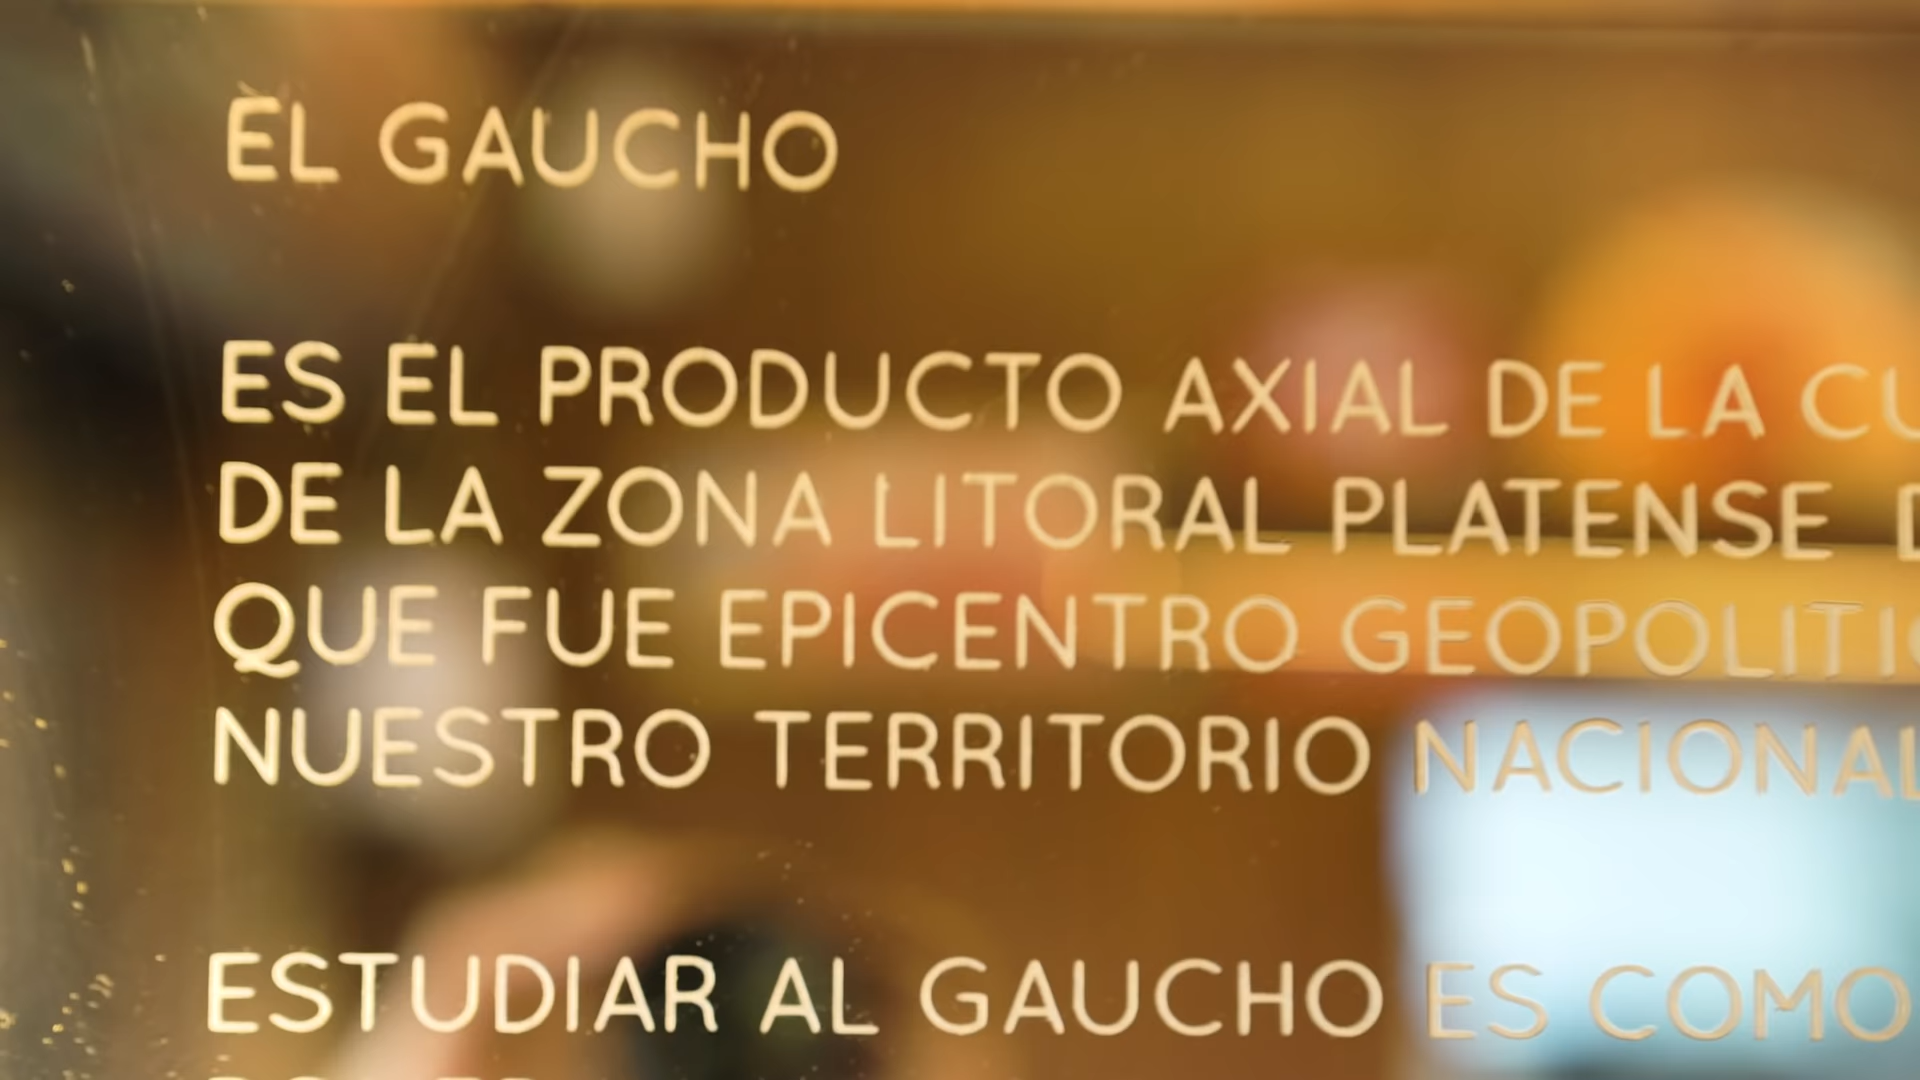 EL GAUCHO
ES EL PRODUCTO AXIAL DE LA
DE LA ZONA LITORAL PLATENSE
QUE FUE EPICENTRO
NUESTRO TERRITORIO NACIONAL
ESTUDIAR AL GAUCHO ES COMO